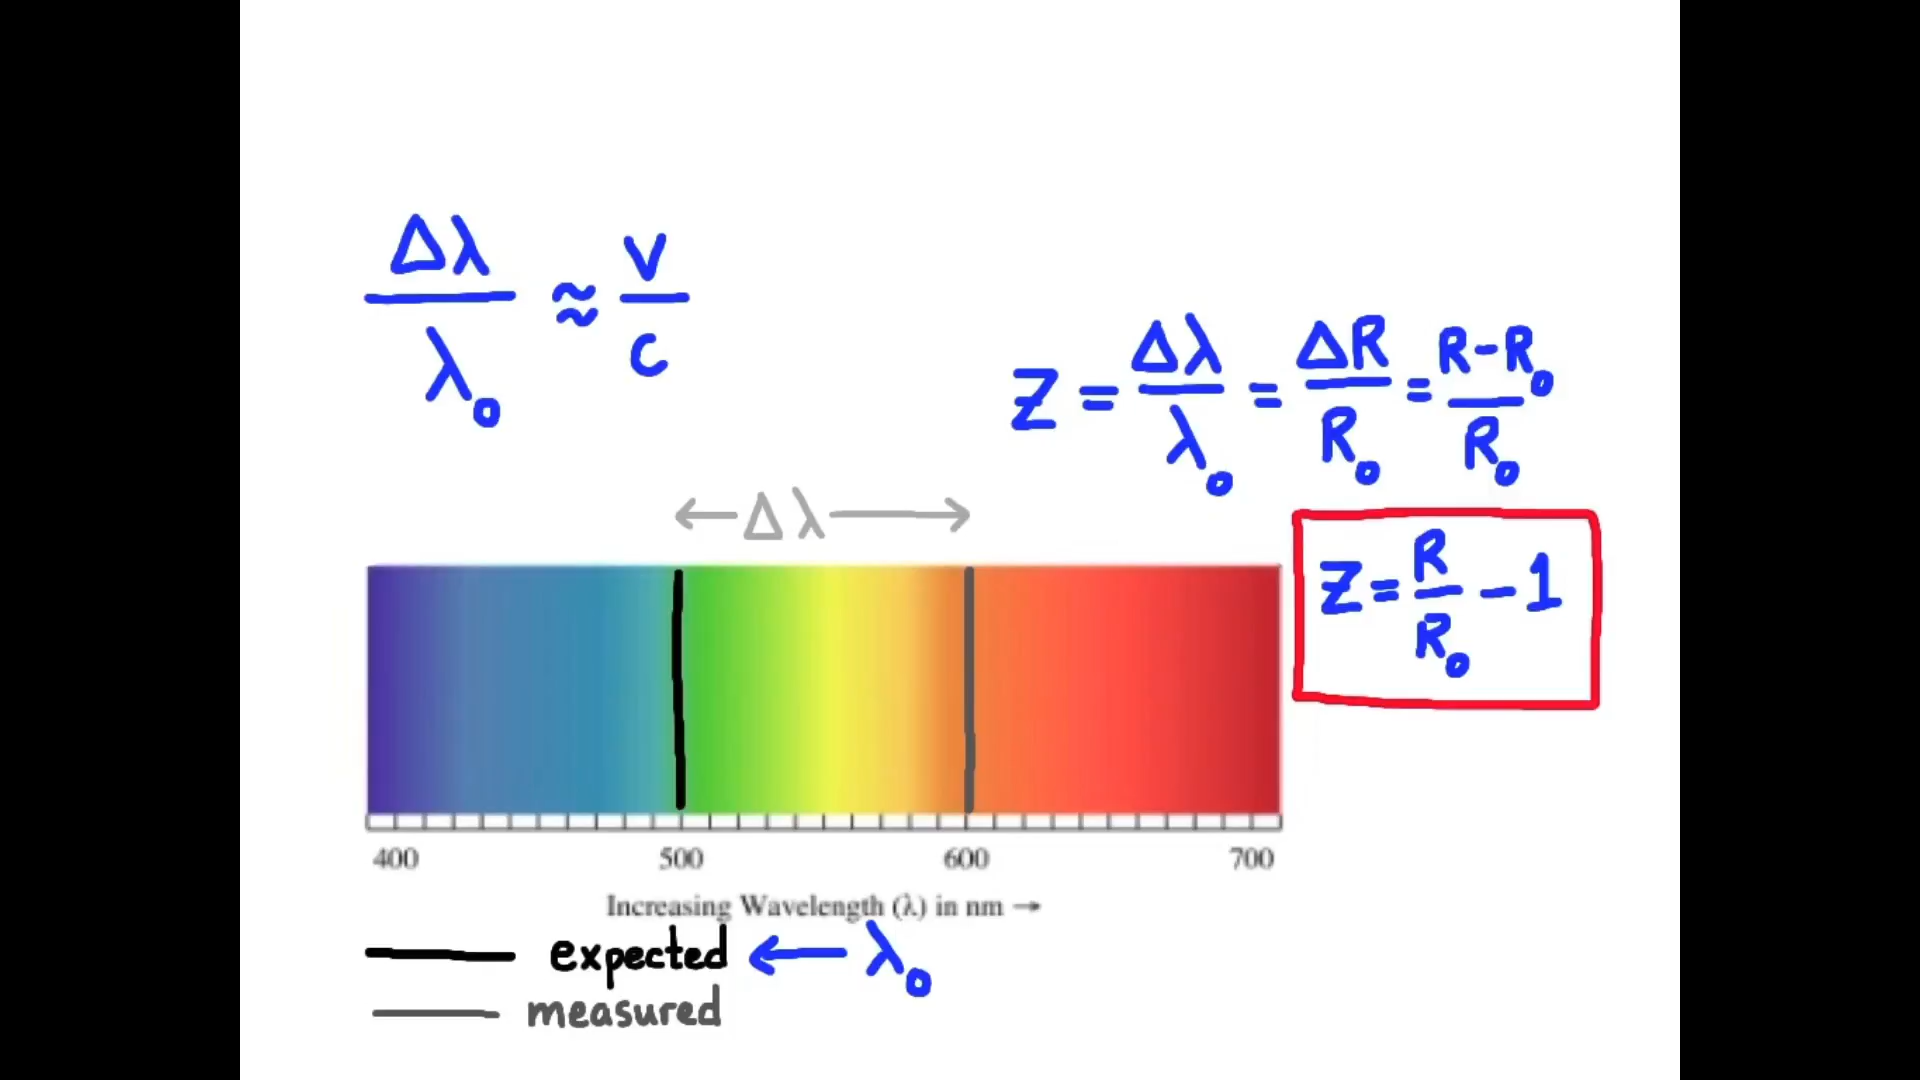 Δλ/λ₀ ≈ v/c
Z = Δλ/λ₀ = ΔR/R₀ = R-R₀/R₀
←Δλ→
Z = R/R₀ - 1
400 500 600 700
Increasing Wavelength (λ) in nm →
expected ← λ₀
measured